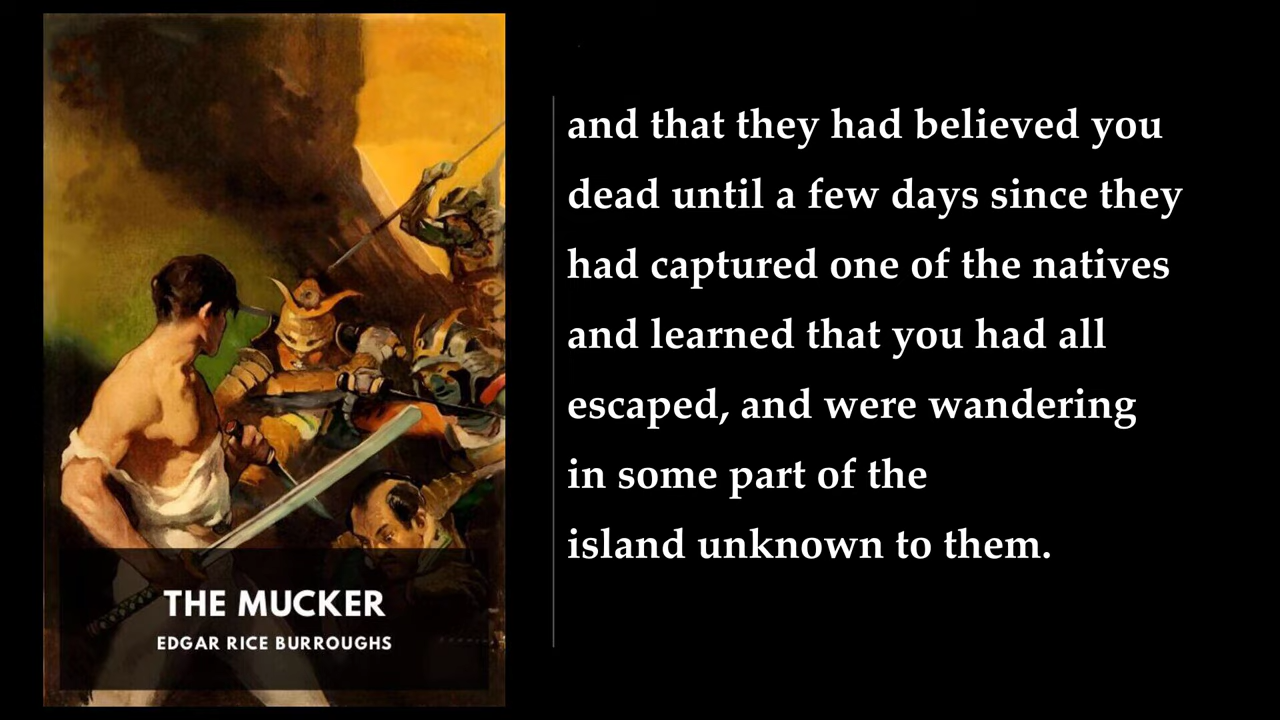 THE MUCKER
EDGAR RICE BURROUGHS
and that they had believed you
dead until a few days since they
had captured one of the natives
and learned that you had all
escaped, and were wandering
in some part of the
island unknown to them.